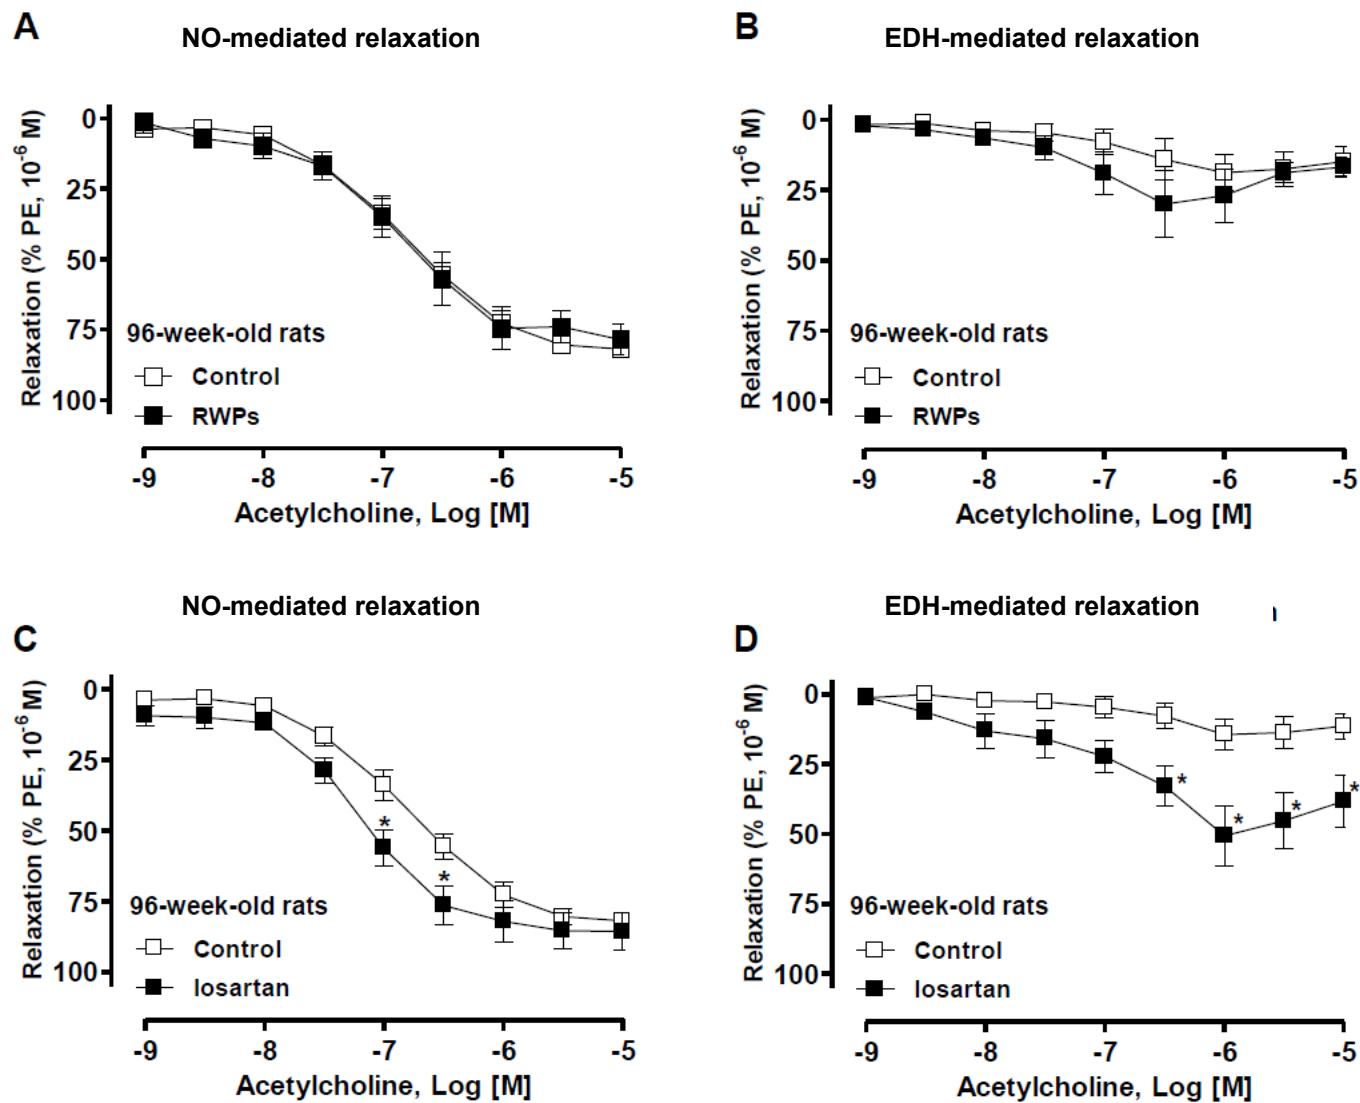 A
NO-mediated relaxation
Relaxation (% PE, 10-6 M)
0
25
50
75
100
96-week-old rats
Control
RWPs
-9 -8 -7 -6 -5
Acetylcholine, Log [M]
B
EDH-mediated relaxation
Relaxation (% PE, 10-6 M)
0
25
50
75
100
96-week-old rats
Control
RWPs
-9 -8 -7 -6 -5
Acetylcholine, Log [M]
C
NO-mediated relaxation
Relaxation (% PE, 10-6 M)
0
25
50
75
100
*
*
96-week-old rats
Control
losartan
-9 -8 -7 -6 -5
Acetylcholine, Log [M]
D
EDH-mediated relaxation
Relaxation (% PE, 10-6 M)
0
25
50
75
100
* * * *
96-week-old rats
Control
losartan
-9 -8 -7 -6 -5
Acetylcholine, Log [M]